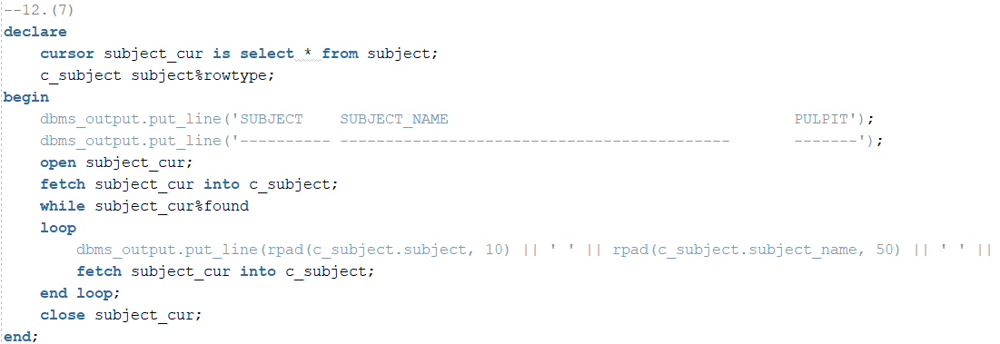 --12.(7)
declare
    cursor subject_cur is select * from subject;
    c_subject subject%rowtype;
begin
    dbms_output.put_line('SUBJECT    SUBJECT_NAME                                      PULPIT');
    dbms_output.put_line('---------- -------------------------------------------       -------');
    open subject_cur;
    fetch subject_cur into c_subject;
    while subject_cur%found
    loop
        dbms_output.put_line(rpad(c_subject.subject, 10) || ' ' || rpad(c_subject.subject_name, 50) || ' ' ||
        fetch subject_cur into c_subject;
    end loop;
    close subject_cur;
end;